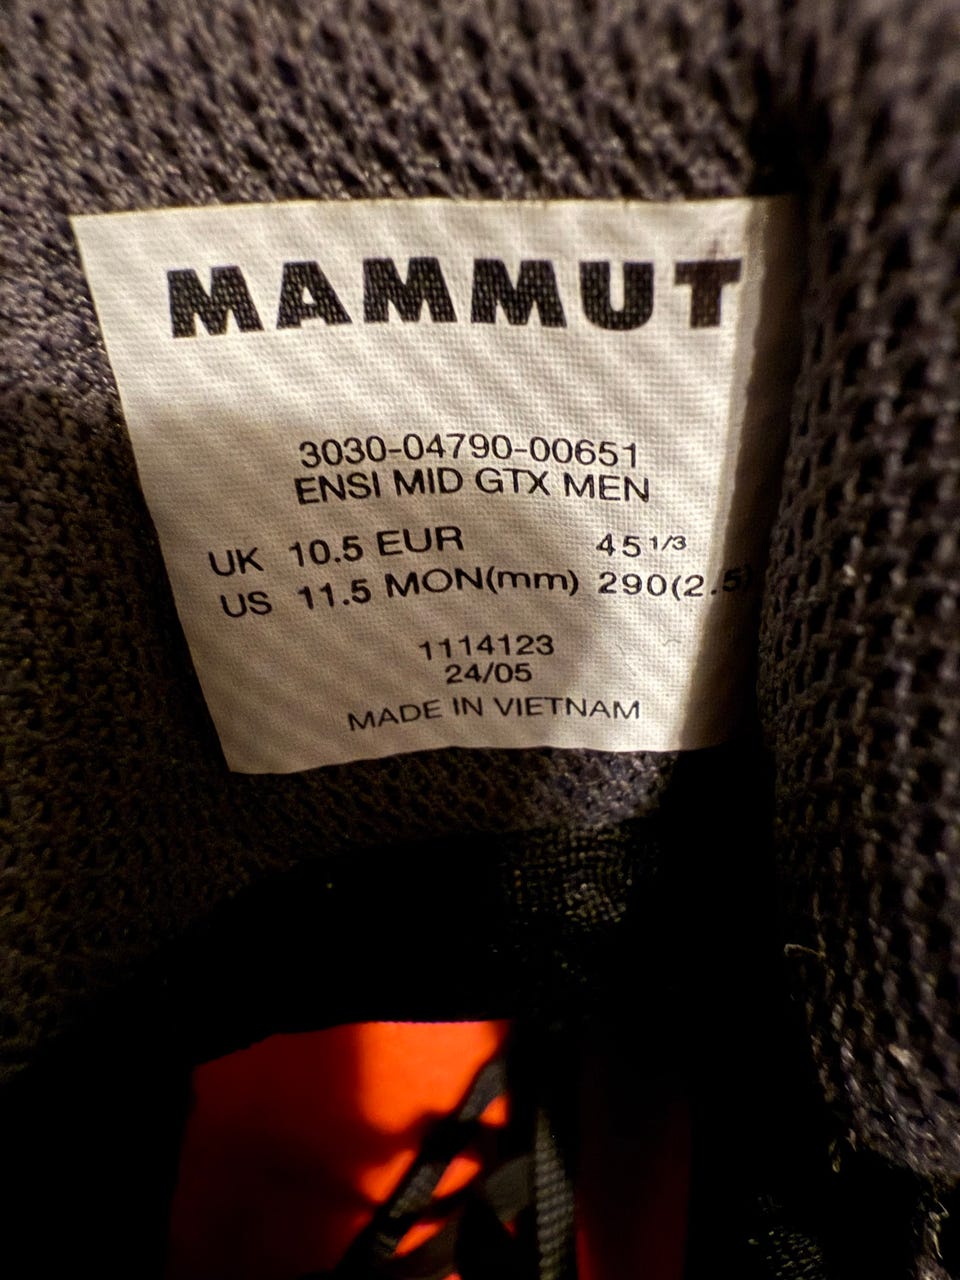 MAMMUT
3030-04790-00651
ENSI MID GTX MEN
UK 10.5 EUR 45 1/3
US 11.5 MON(mm) 290(2.5
1114123
24/05
MADE IN VIETNAM